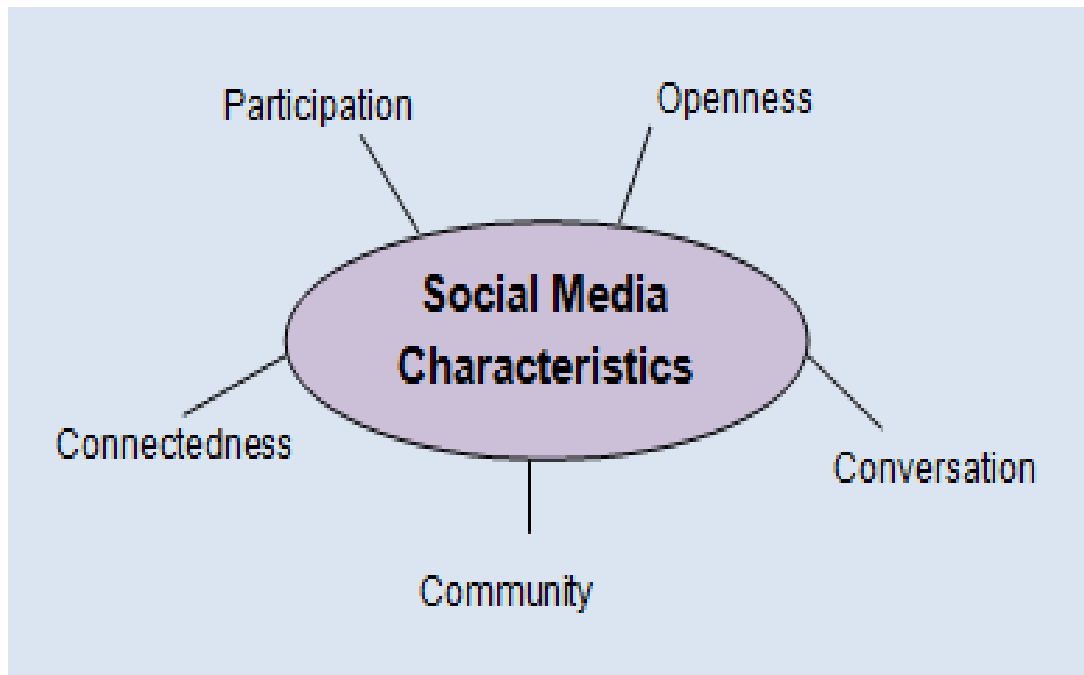 Participation
Openness
Social Media
Characteristics
Connectedness
Conversation
Community